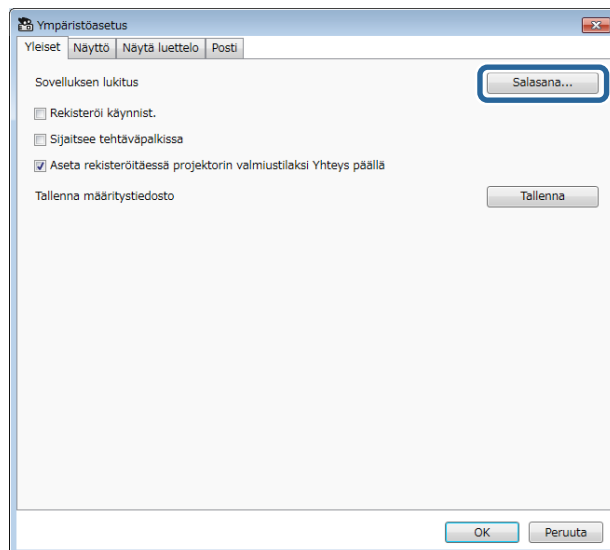 Ympäristöasetus
Yleiset Näyttö Näytä luettelo Posti
Sovelluksen lukitus Salasana...
Rekisteröi käynnist.
Sijaitsee tehtäväpalkissa
Aseta rekisteröitäessä projektorin valmiustilaksi Yhteys päällä
Tallenna määritystiedosto Tallenna
OK Peruuta